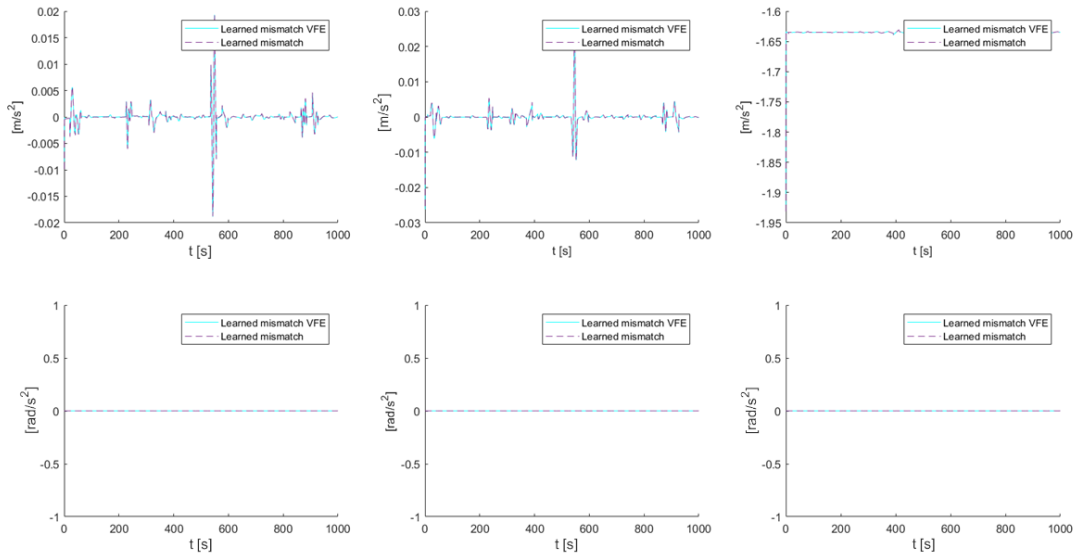 0.02
0.015
0.01
0.005
0
-0.005
-0.01
-0.015
-0.02
[m/s2]
0 200 400 600 800 1000
t [s]
Learned mismatch VFE
Learned mismatch
0.03
0.02
0.01
0
-0.01
-0.02
-0.03
[m/s2]
0 200 400 600 800 1000
t [s]
Learned mismatch VFE
Learned mismatch
-1.6
-1.65
-1.7
-1.75
-1.8
-1.85
-1.9
-1.95
[m/s2]
0 200 400 600 800 1000
t [s]
Learned mismatch VFE
Learned mismatch
1
0.5
0
-0.5
-1
[rad/s2]
0 200 400 600 800 1000
t [s]
Learned mismatch VFE
Learned mismatch
1
0.5
0
-0.5
-1
[rad/s2]
0 200 400 600 800 1000
t [s]
Learned mismatch VFE
Learned mismatch
1
0.5
0
-0.5
-1
[rad/s2]
0 200 400 600 800 1000
t [s]
Learned mismatch VFE
Learned mismatch